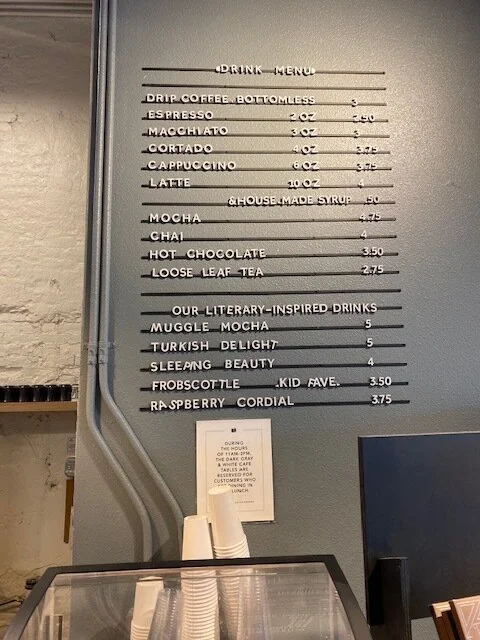 DRINK MENU
DRIP COFFEE. BOTTOMLESS 3
ESPRESSO 2 OZ 2.50
MACCHIATO 3 OZ 3
CORTADO 4 OZ 3.75
CAPPUCCINO 6 OZ 3.75
LATTE 10 OZ 4
&HOUSE-MADE SYRUP .50
MOCHA 4.75
CHAI 4
HOT CHOCOLATE 3.50
LOOSE LEAF TEA 2.75
OUR LITERARY-INSPIRED DRINKS
MUGGLE MOCHA 5
TURKISH DELIGHT 5
SLEEPING BEAUTY 4
FROBSCOTTLE .KID FAVE. 3.50
RASPBERRY CORDIAL 3.75
DURING
THE HOURS
OF 11AM-2PM,
THE DARK GRAY
& WHITE CAFE
TABLES ARE
RESERVED FOR
CUSTOMERS WHO
DINING IN
LUNCH.